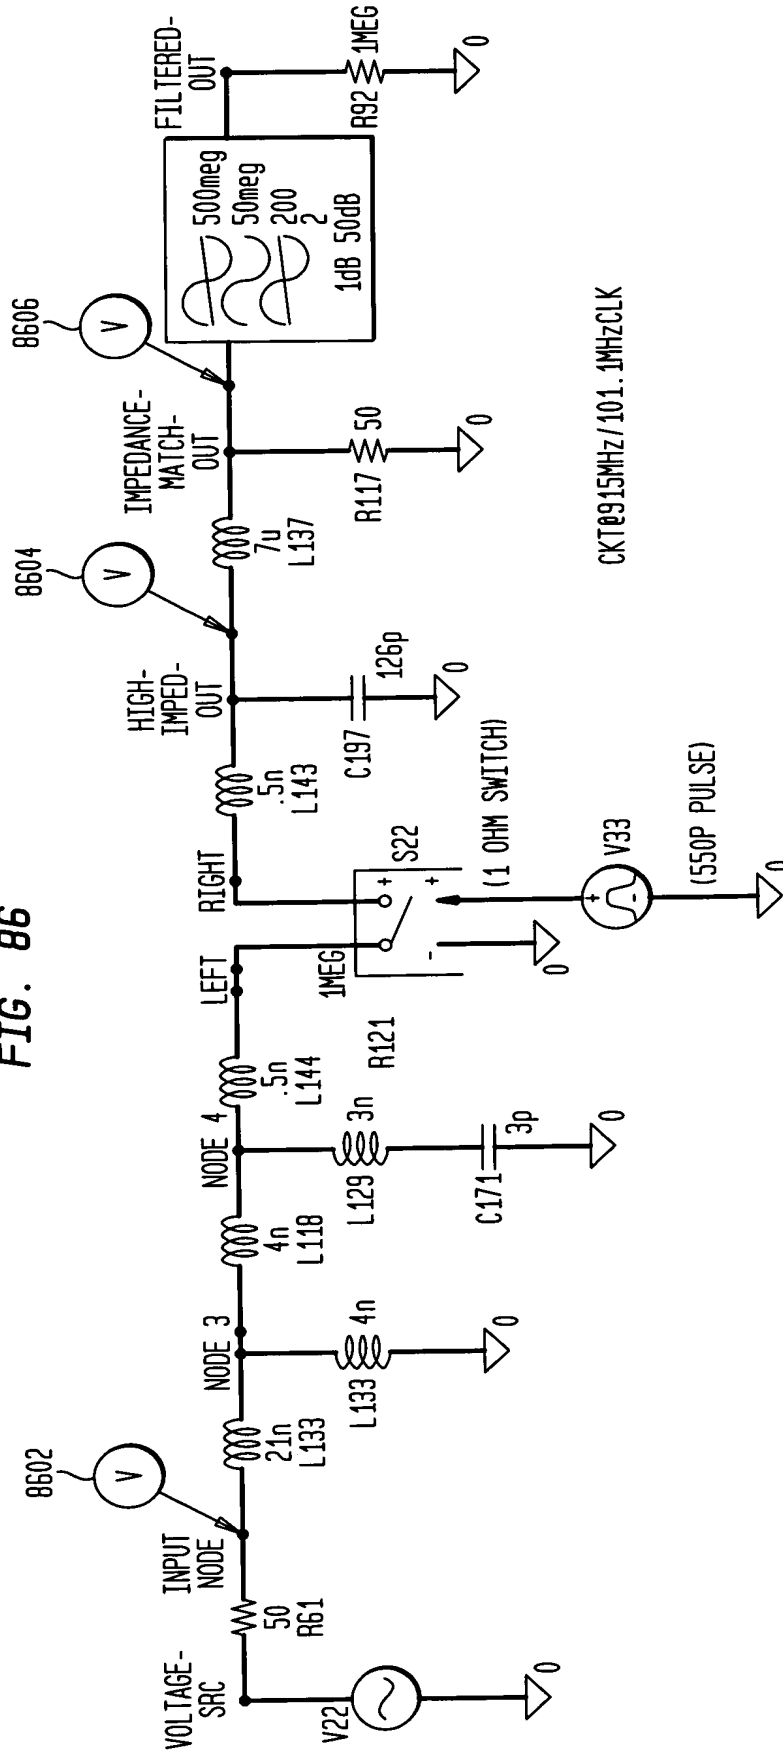 FIG. 86
8602
8604
8606
V
V
V
VOLTAGE-
SRC
V22
0
50
R61
INPUT
NODE
21n
L133
NODE 3
L133
4n
0
4n
L118
NODE 4
L129
3n
C171
3p
0
.5n
L144
R121
LEFT
1MEG
RIGHT
S22
+
+
-
0
(1 OHM SWITCH)
+
-
V33
(550P PULSE)
0
.5n
L143
HIGH-
IMPED-
OUT
C197
126p
0
7u
L137
IMPEDANCE-
MATCH-
OUT
R117
50
0
500meg
50meg
200
2
1dB 50dB
FILTERED-
OUT
R92
1MEG
0
CKT@915MHz/101.1MHzCLK